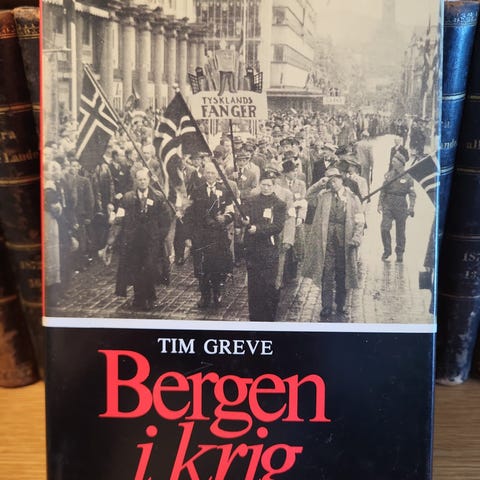 TYSKLANDS
FANGER
TIM GREVE
Bergen
i krig